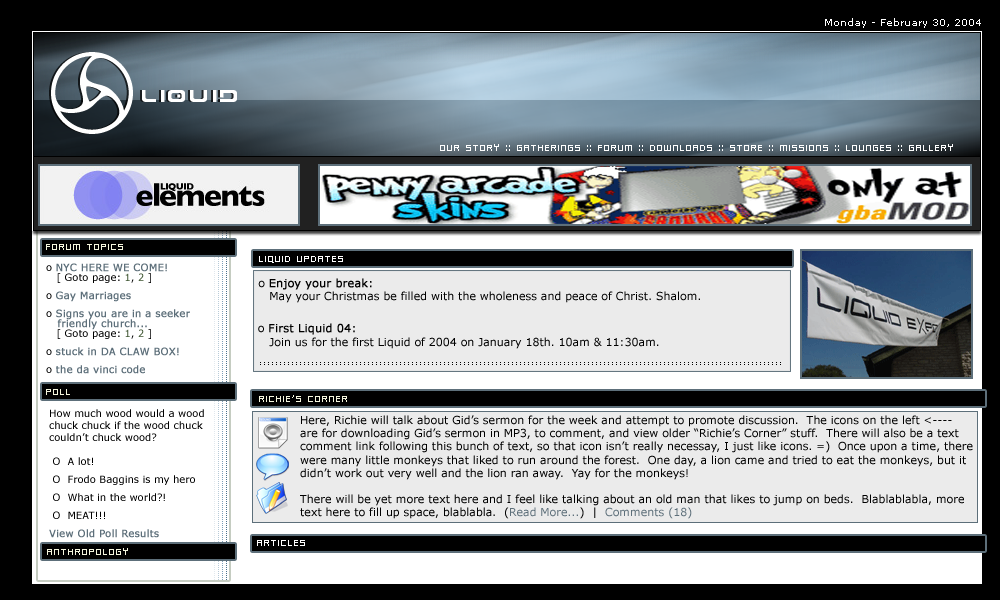 Monday - February 30, 2004
LIQUID
OUR STORY :: GATHERINGS :: FORUM :: DOWNLOADS :: STORE :: MISSIONS :: LOUNGES :: GALLERY
LIQUID
elements
penny arcade
skins
only at
gbaMOD
FORUM TOPICS
o NYC HERE WE COME!
[ Goto page: 1, 2 ]
o Gay Marriages
o Signs you are in a seeker
friendly church...
[ Goto page: 1, 2 ]
o stuck in DA CLAW BOX!
o the da vinci code
POLL
How much wood would a wood
chuck chuck if the wood chuck
couldn't chuck wood?
O A lot!
O Frodo Baggins is my hero
O What in the world?!
O MEAT!!!
View Old Poll Results
ANTHROPOLOGY
LIQUID UPDATES
o Enjoy your break:
May your Christmas be filled with the wholeness and peace of Christ. Shalom.
o First Liquid 04:
Join us for the first Liquid of 2004 on January 18th. 10am & 11:30am.
LIQUID EXPO
RICHIE'S CORNER
Here, Richie will talk about Gid's sermon for the week and attempt to promote discussion. The icons on the left <----
are for downloading Gid's sermon in MP3, to comment, and view older "Richie's Corner" stuff. There will also be a text
comment link following this bunch of text, so that icon isn't really necessay, I just like icons. =) Once upon a time, there
were many little monkeys that liked to run around the forest. One day, a lion came and tried to eat the monkeys, but it
didn't work out very well and the lion ran away. Yay for the monkeys!
There will be yet more text here and I feel like talking about an old man that likes to jump on beds. Blablablabla, more
text here to fill up space, blablabla. (Read More...) | Comments (18)
ARTICLES